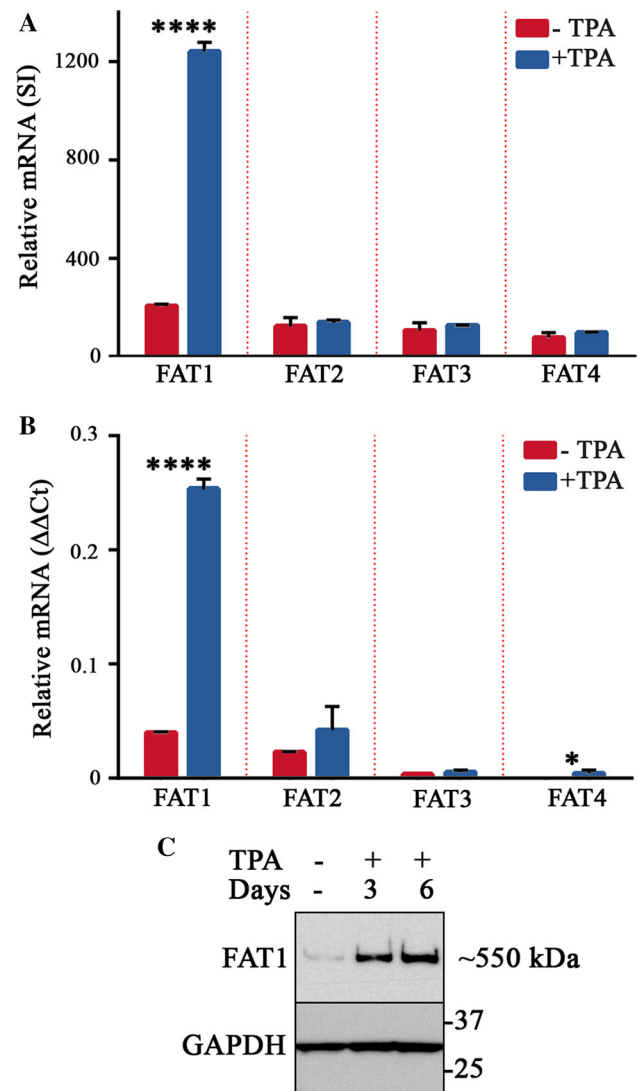 A
****
- TPA
+TPA
Relative mRNA (SI)
1200
800
400
0
FAT1 FAT2 FAT3 FAT4
B
****
- TPA
+TPA
Relative mRNA (ΔΔCt)
0.3
0.2
0.1
0
*
FAT1 FAT2 FAT3 FAT4
C
TPA - + +
Days - 3 6
FAT1 ~550 kDa
GAPDH
-37
-25